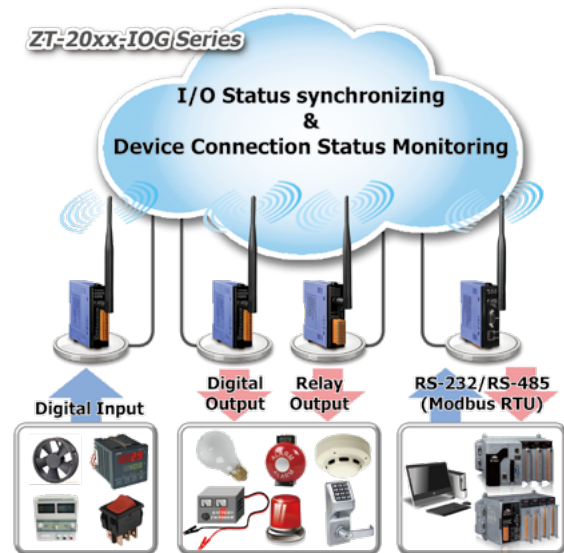 ZT-20xx-IOG Series
I/O Status synchronizing
&
Device Connection Status Monitoring
Digital Input
Digital
Output
Relay
Output
RS-232/RS-485
(Modbus RTU)